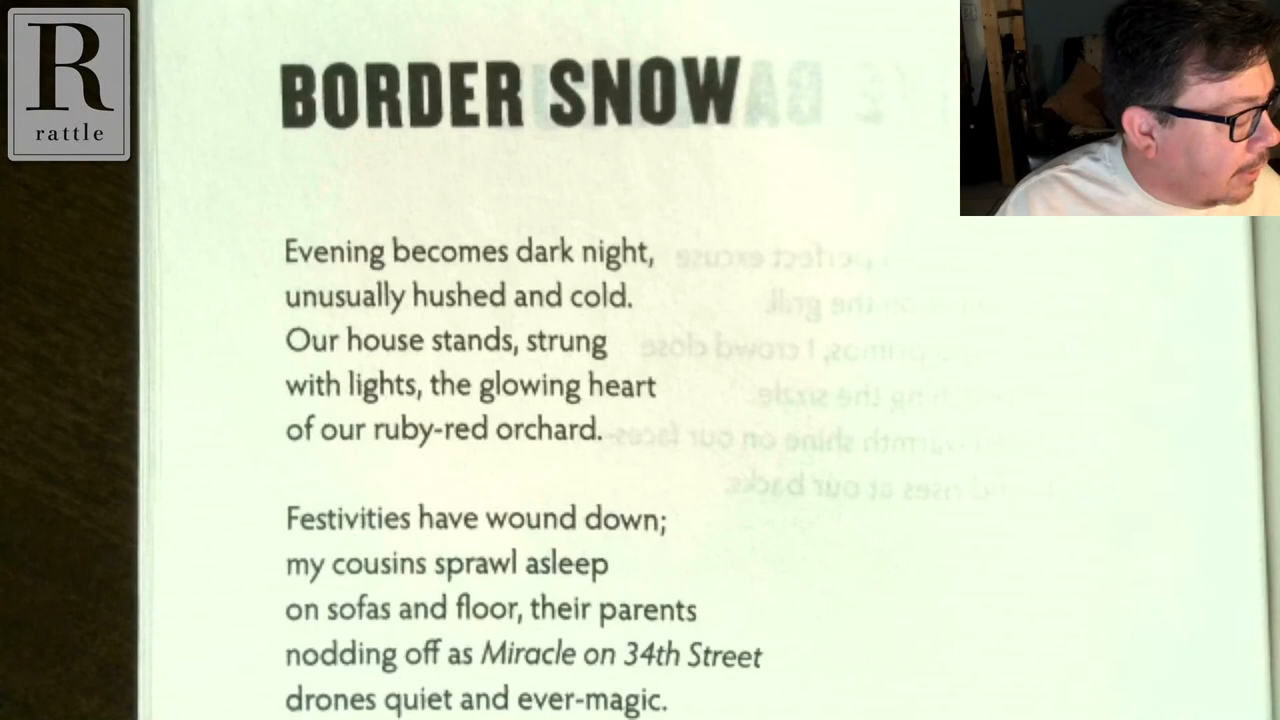 R
rattle
BORDER SNOW
Evening becomes dark night,
unusually hushed and cold.
Our house stands, strung
with lights, the glowing heart
of our ruby-red orchard.
Festivities have wound down;
my cousins sprawl asleep
on sofas and floor, their parents
nodding off as Miracle on 34th Street
drones quiet and ever-magic.